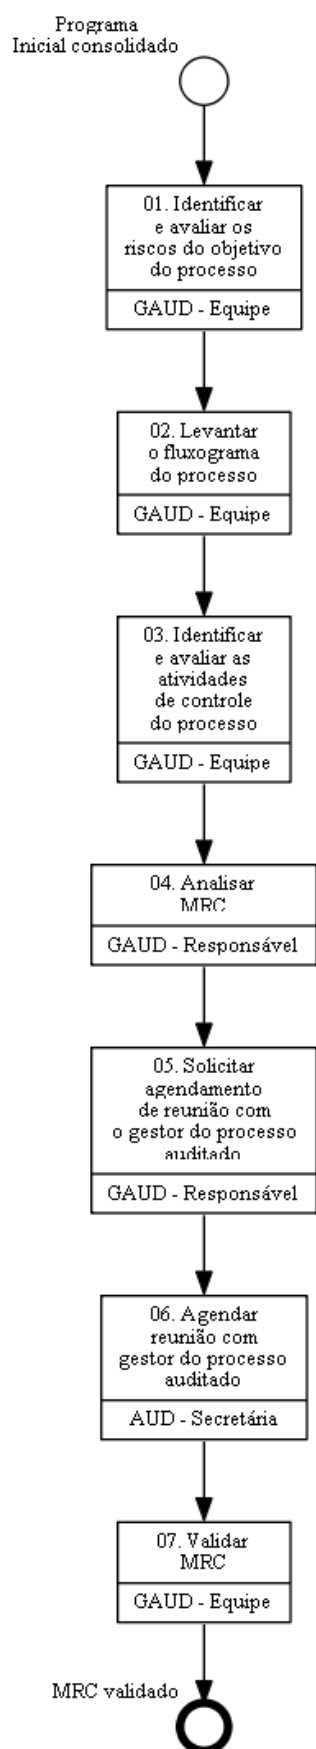 Programa
Inicial consolidado
01. Identificar
e avaliar os
riscos do objetivo
do processo
GAUD - Equipe
02. Levantar
o fluxograma
do processo
GAUD - Equipe
03. Identificar
e avaliar as
atividades
de controle
do processo
GAUD - Equipe
04. Analisar
MRC
GAUD - Responsável
05. Solicitar
agendamento
de reunião com
o gestor do processo
auditado
GAUD - Responsável
06. Agendar
reunião com
gestor do processo
auditado
AUD - Secretária
07. Validar
MRC
GAUD - Equipe
MRC validado